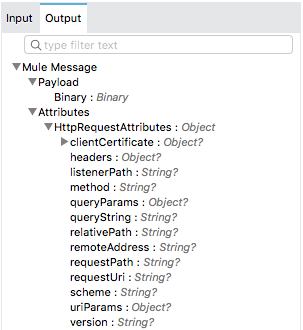 Input Output
type filter text
Mule Message
Payload
Binary : Binary
Attributes
HttpRequestAttributes : Object
clientCertificate : Object?
headers : Object?
listenerPath : String?
method : String?
queryParams : Object?
queryString : String?
relativePath : String?
remoteAddress : String?
requestPath : String?
requestUri : String?
scheme : String?
uriParams : Object?
version : String?